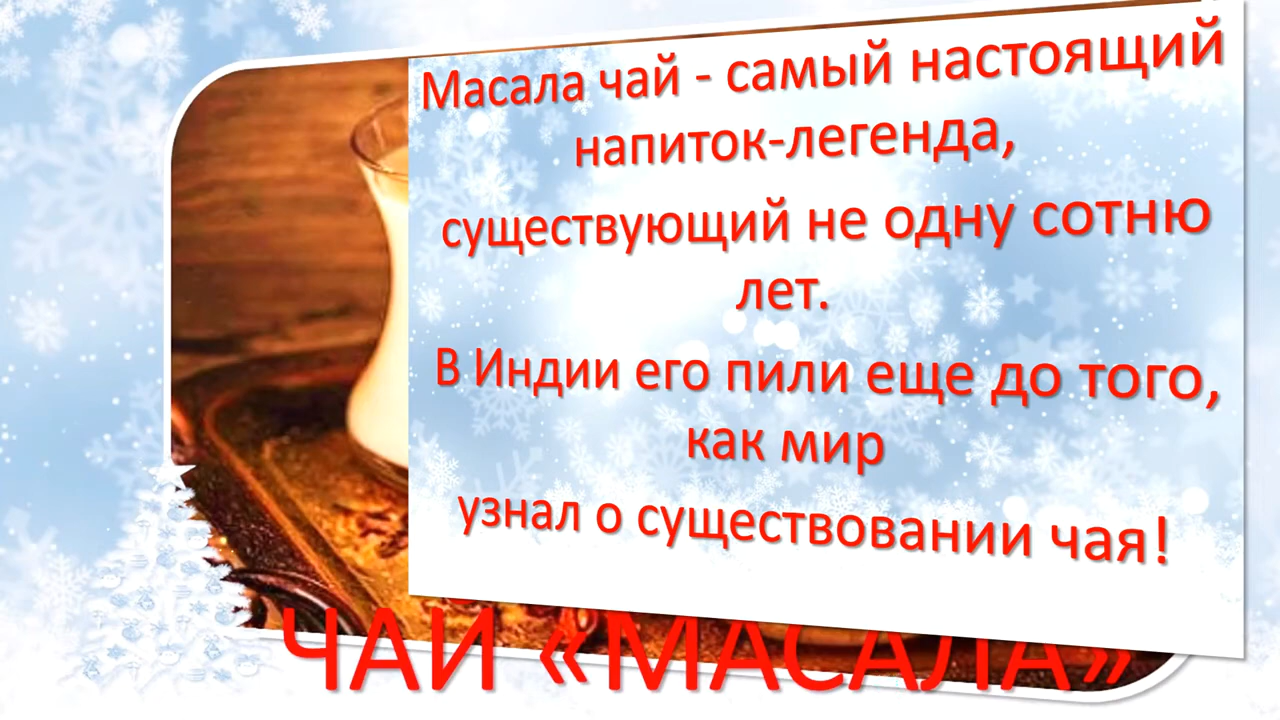 Масала чай - самый настоящий
напиток-легенда,
существующий не одну сотню
лет.
В Индии его пили еще до того,
как мир
узнал о существовании чая!
ЧАЙ «МАСАЛА»